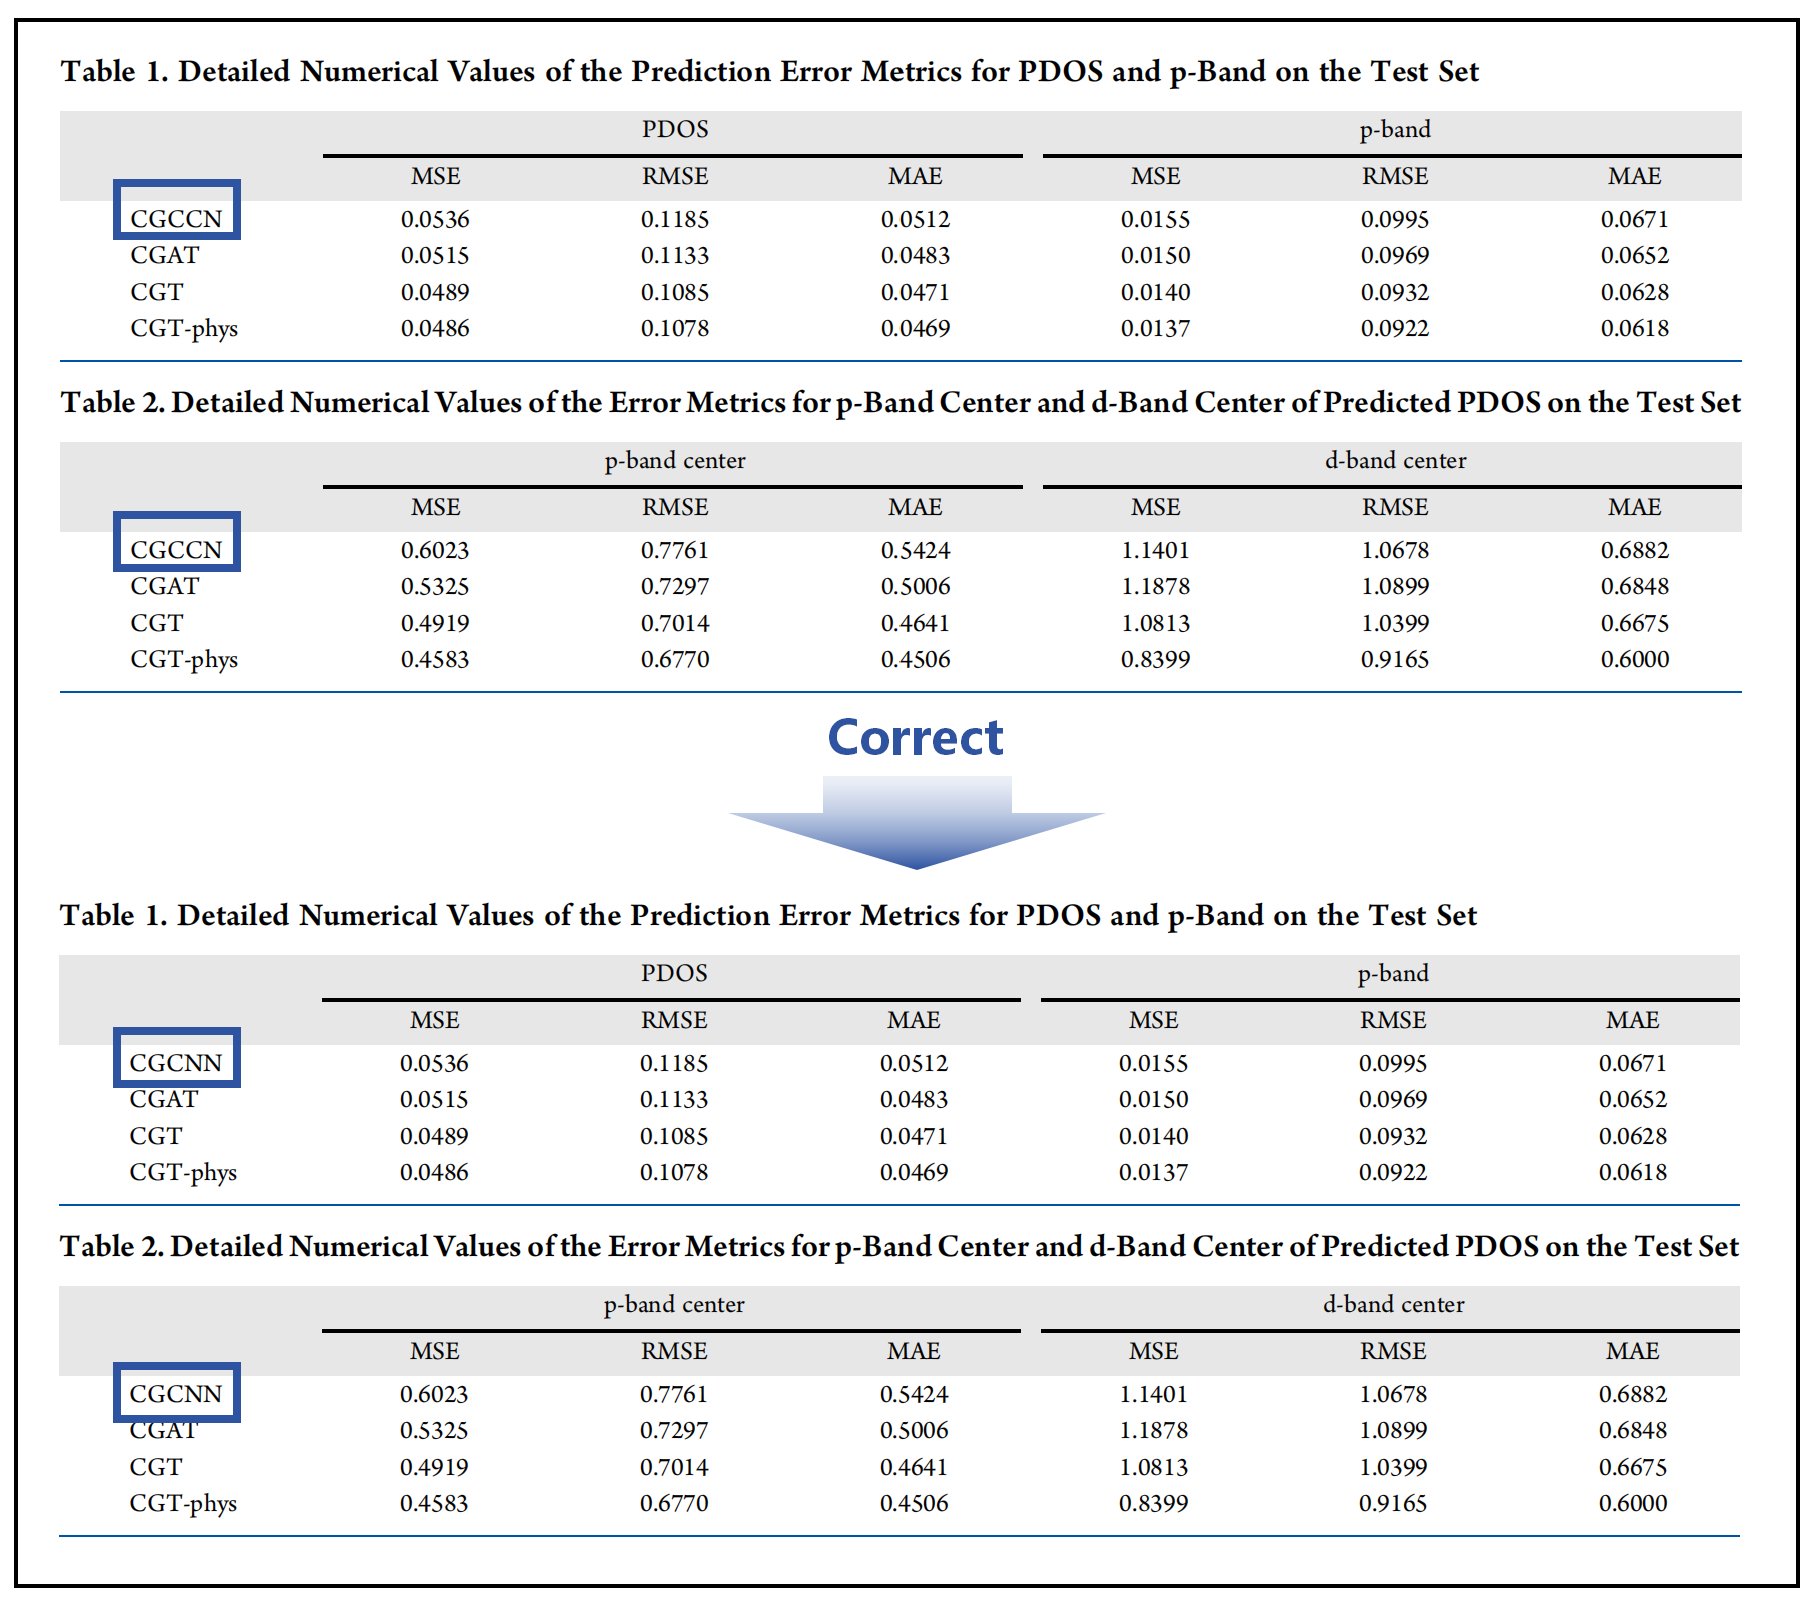 Table 1. Detailed Numerical Values of the Prediction Error Metrics for PDOS and p-Band on the Test Set
PDOS p-band
MSE RMSE MAE MSE RMSE MAE
CGCCN 0.0536 0.1185 0.0512 0.0155 0.0995 0.0671
CGAT 0.0515 0.1133 0.0483 0.0150 0.0969 0.0652
CGT 0.0489 0.1085 0.0471 0.0140 0.0932 0.0628
CGT-phys 0.0486 0.1078 0.0469 0.0137 0.0922 0.0618
Table 2. Detailed Numerical Values of the Error Metrics for p-Band Center and d-Band Center of Predicted PDOS on the Test Set
p-band center d-band center
MSE RMSE MAE MSE RMSE MAE
CGCCN 0.6023 0.7761 0.5424 1.1401 1.0678 0.6882
CGAT 0.5325 0.7297 0.5006 1.1878 1.0899 0.6848
CGT 0.4919 0.7014 0.4641 1.0813 1.0399 0.6675
CGT-phys 0.4583 0.6770 0.4506 0.8399 0.9165 0.6000
Correct
Table 1. Detailed Numerical Values of the Prediction Error Metrics for PDOS and p-Band on the Test Set
PDOS p-band
MSE RMSE MAE MSE RMSE MAE
CGCNN 0.0536 0.1185 0.0512 0.0155 0.0995 0.0671
CGAT 0.0515 0.1133 0.0483 0.0150 0.0969 0.0652
CGT 0.0489 0.1085 0.0471 0.0140 0.0932 0.0628
CGT-phys 0.0486 0.1078 0.0469 0.0137 0.0922 0.0618
Table 2. Detailed Numerical Values of the Error Metrics for p-Band Center and d-Band Center of Predicted PDOS on the Test Set
p-band center d-band center
MSE RMSE MAE MSE RMSE MAE
CGCNN 0.6023 0.7761 0.5424 1.1401 1.0678 0.6882
CGAT 0.5325 0.7297 0.5006 1.1878 1.0899 0.6848
CGT 0.4919 0.7014 0.4641 1.0813 1.0399 0.6675
CGT-phys 0.4583 0.6770 0.4506 0.8399 0.9165 0.6000